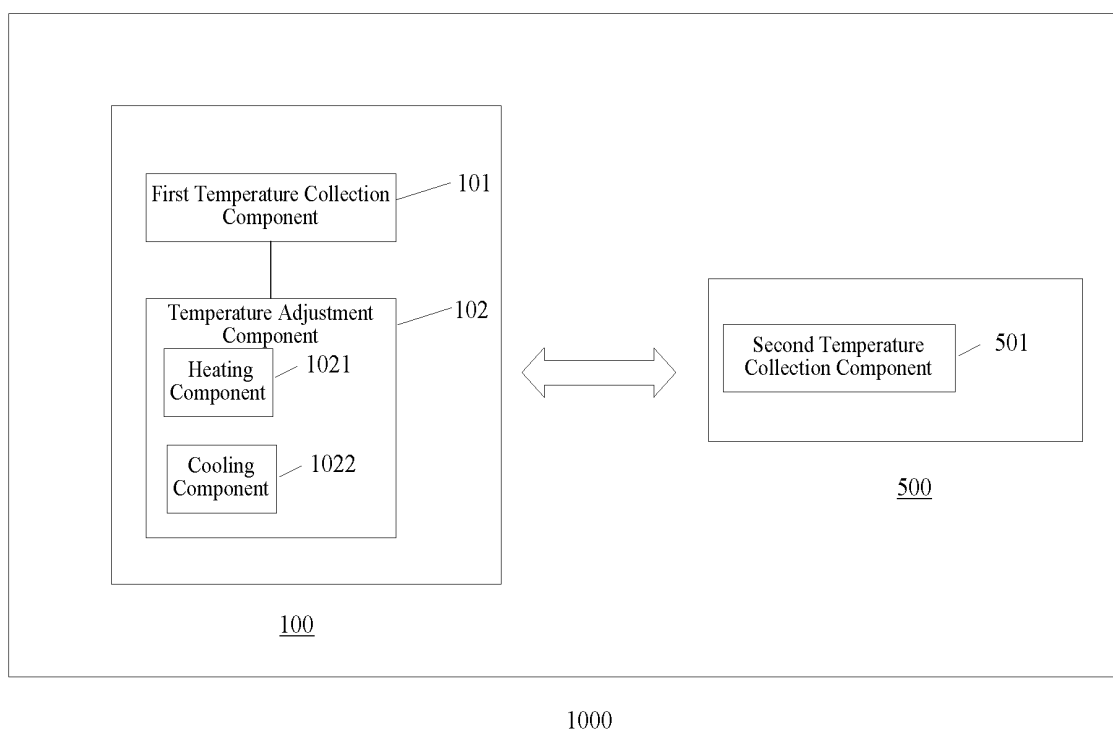 First Temperature Collection
Component
101
Temperature Adjustment
Component
102
Heating
Component
1021
Cooling
Component
1022
100
Second Temperature
Collection Component
501
500
1000